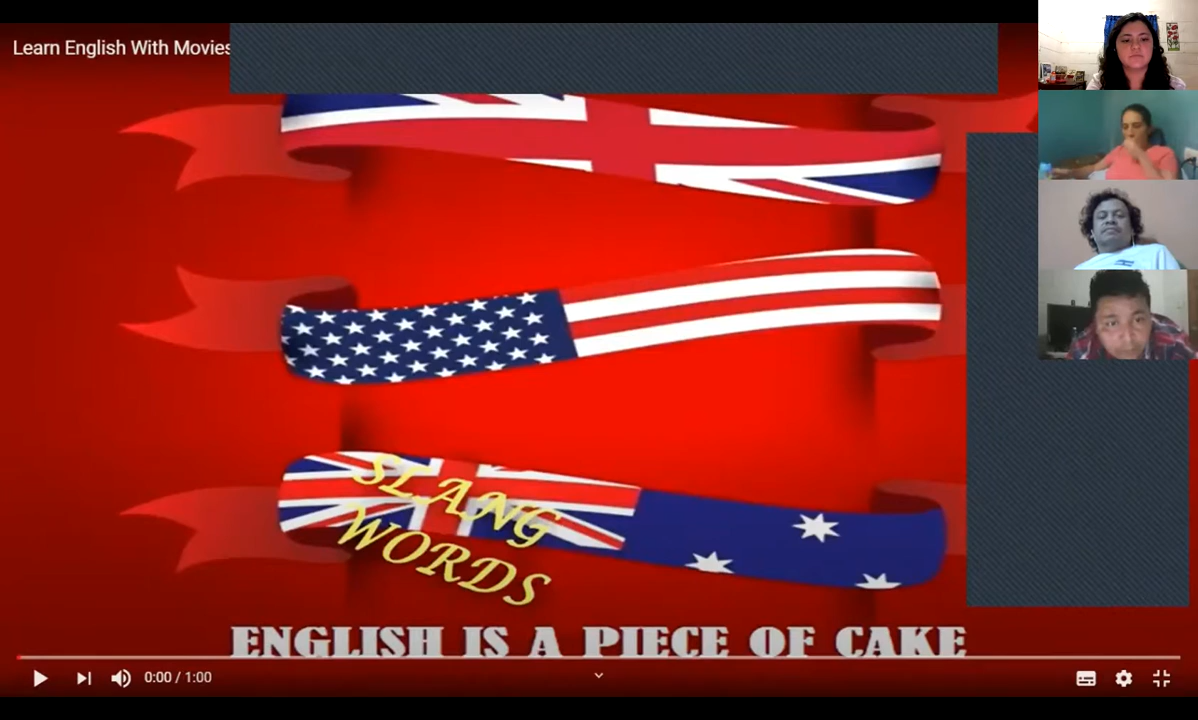 Learn English With Movies
SLANG
WORDS
ENGLISH IS A PIECE OF CAKE
0:00 / 1:00